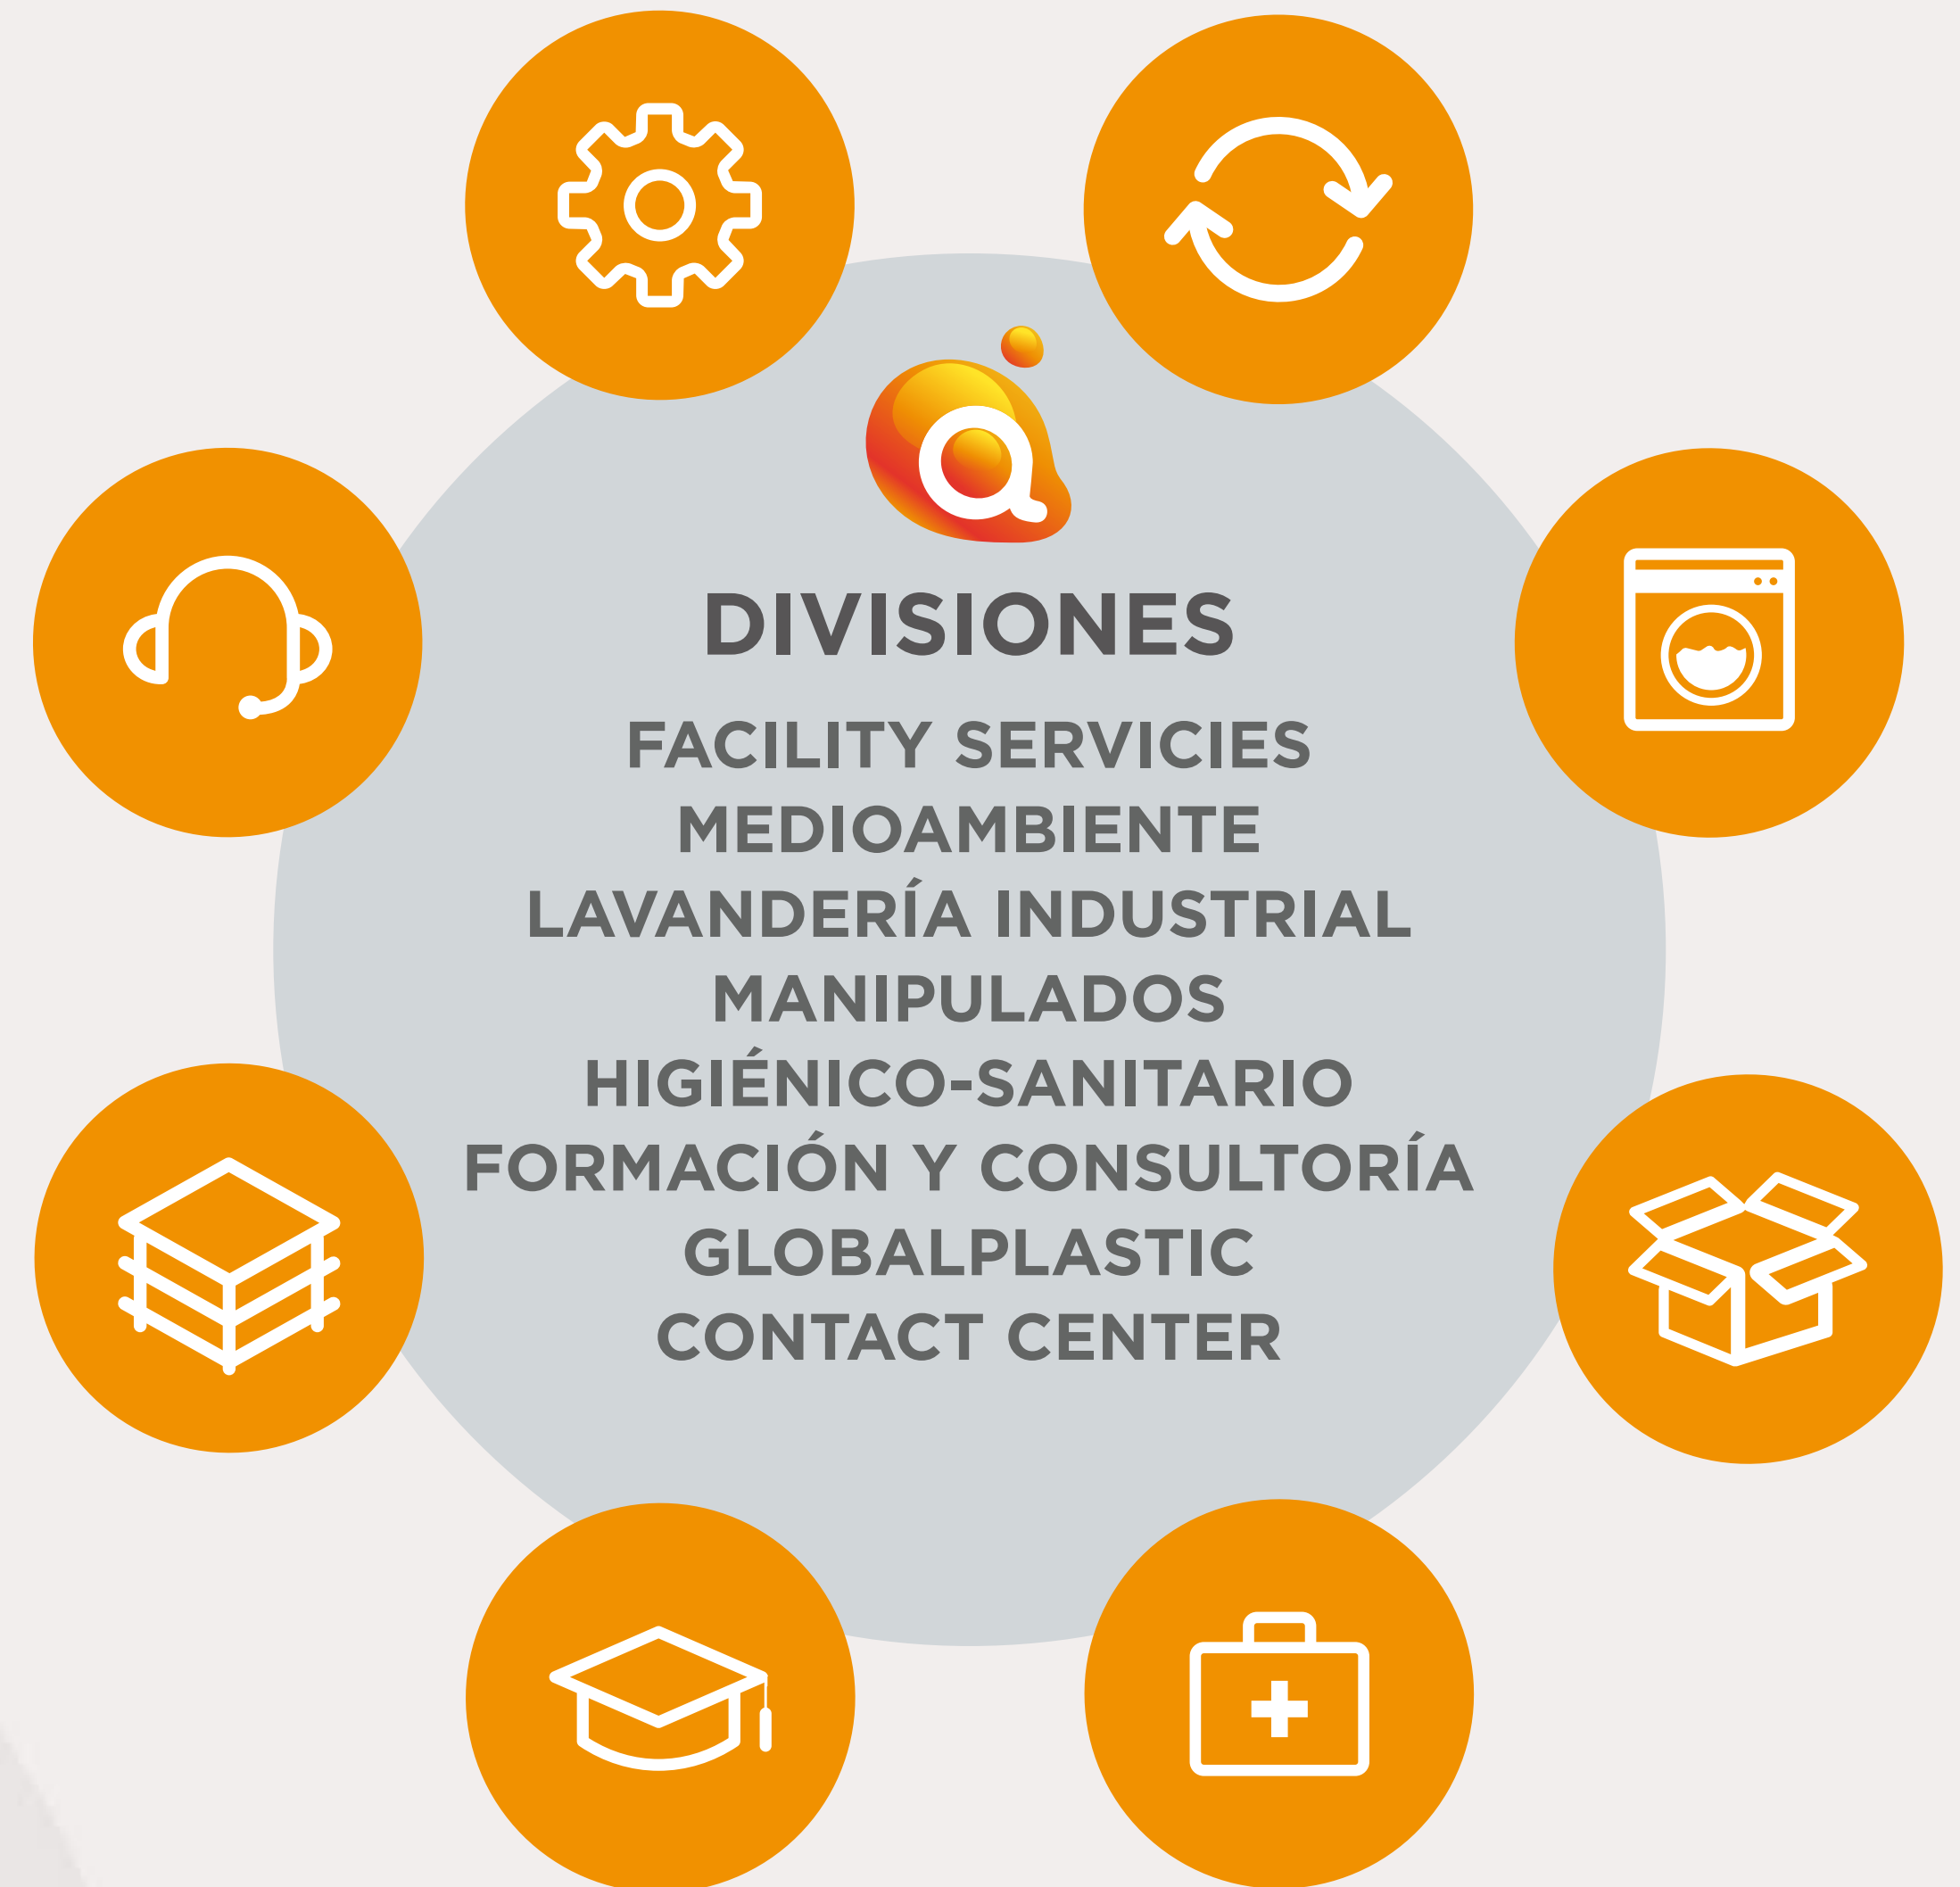 DIVISIONES
FACILITY SERVICIES
MEDIOAMBIENTE
LAVANDERÍA INDUSTRIAL
MANIPULADOS
HIGIÉNICO-SANITARIO
FORMACIÓN Y CONSULTORÍA
GLOBALPLASTIC
CONTACT CENTER